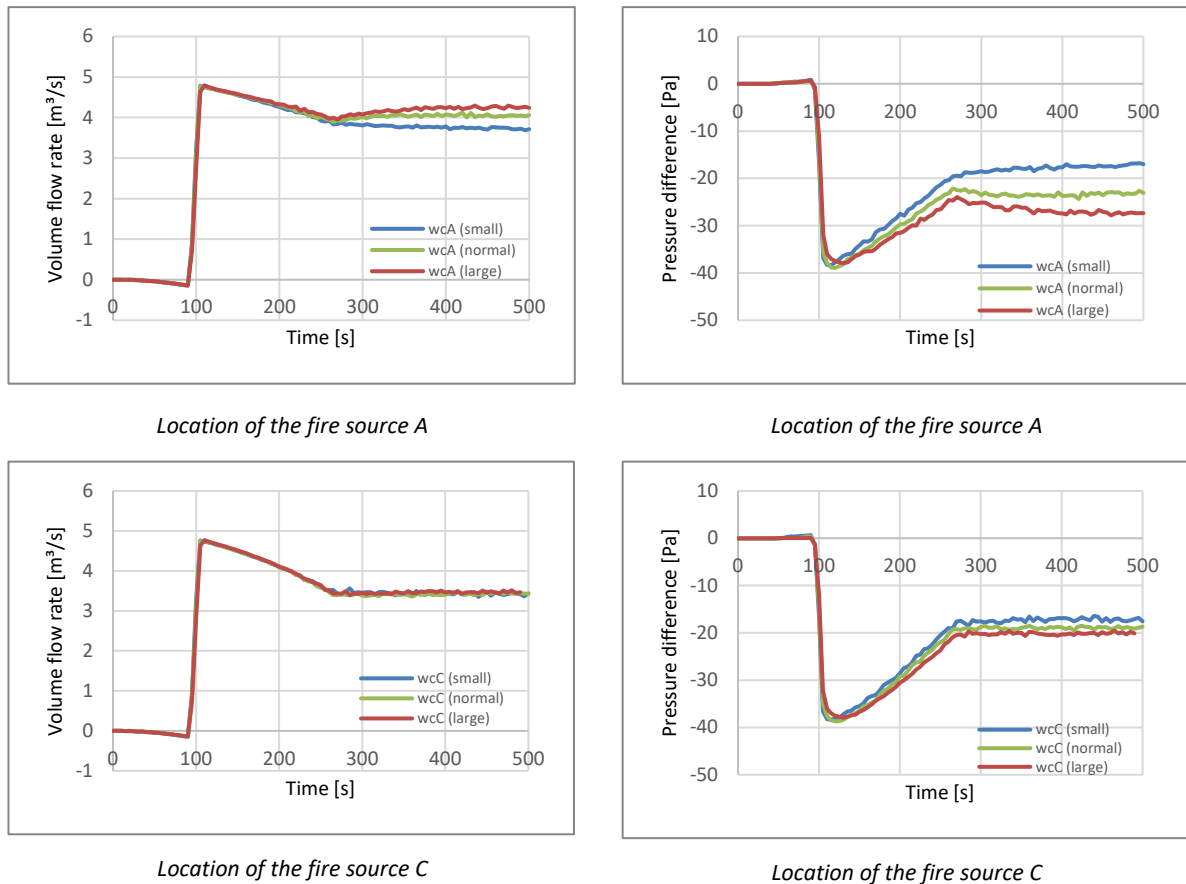 Volume flow rate [m³/s]
6
5
4
3
2
1
0
-1
0 100 200 300 400 500
wcA (small)
wcA (normal)
wcA (large)
Time [s]
Location of the fire source A
Pressure difference [Pa]
10
0
-10
-20
-30
-40
-50
0 100 200 300 400 500
wcA (small)
wcA (normal)
wcA (large)
Time [s]
Location of the fire source A
Volume flow rate [m³/s]
6
5
4
3
2
1
0
-1
0 100 200 300 400 500
wcC (small)
wcC (normal)
wcC (large)
Time [s]
Location of the fire source C
Pressure difference [Pa]
10
0
-10
-20
-30
-40
-50
0 100 200 300 400 500
wcC (small)
wcC (normal)
wcC (large)
Time [s]
Location of the fire source C